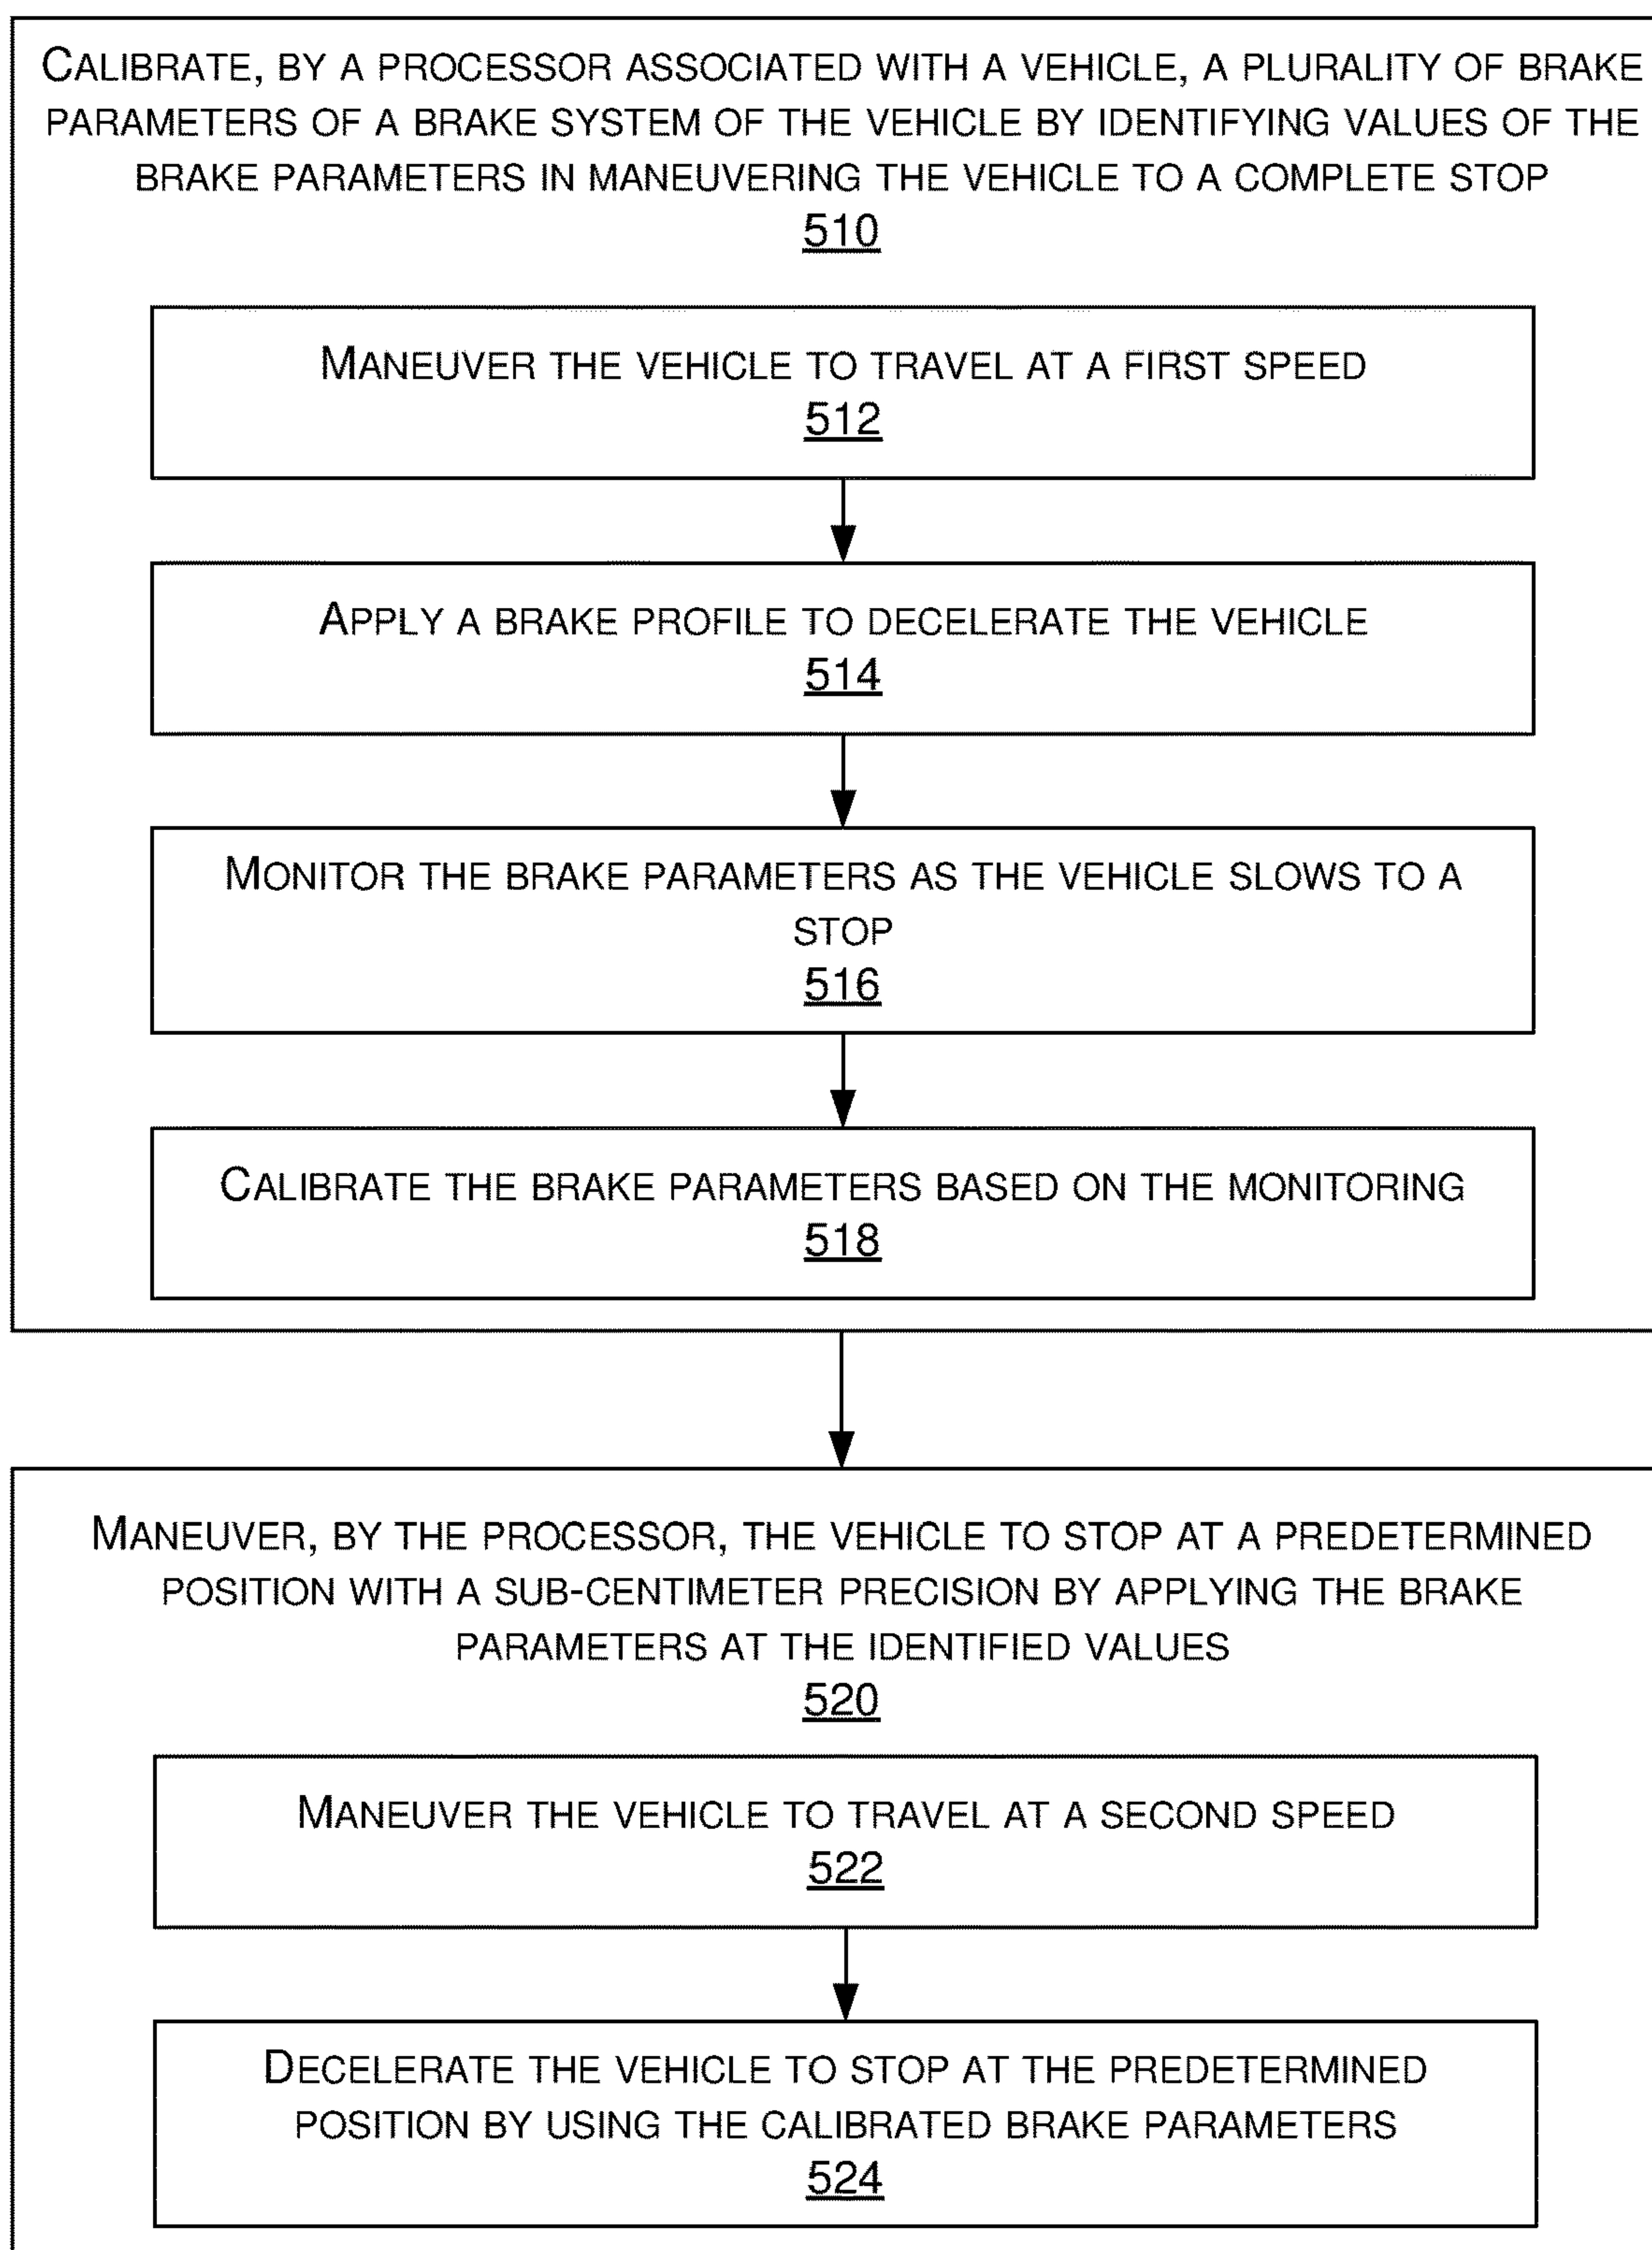 CALIBRATE, BY A PROCESSOR ASSOCIATED WITH A VEHICLE, A PLURALITY OF BRAKE
PARAMETERS OF A BRAKE SYSTEM OF THE VEHICLE BY IDENTIFYING VALUES OF THE
BRAKE PARAMETERS IN MANEUVERING THE VEHICLE TO A COMPLETE STOP
510
MANEUVER THE VEHICLE TO TRAVEL AT A FIRST SPEED
512
APPLY A BRAKE PROFILE TO DECELERATE THE VEHICLE
514
MONITOR THE BRAKE PARAMETERS AS THE VEHICLE SLOWS TO A
STOP
516
CALIBRATE THE BRAKE PARAMETERS BASED ON THE MONITORING
518
MANEUVER, BY THE PROCESSOR, THE VEHICLE TO STOP AT A PREDETERMINED
POSITION WITH A SUB-CENTIMETER PRECISION BY APPLYING THE BRAKE
PARAMETERS AT THE IDENTIFIED VALUES
520
MANEUVER THE VEHICLE TO TRAVEL AT A SECOND SPEED
522
DECELERATE THE VEHICLE TO STOP AT THE PREDETERMINED
POSITION BY USING THE CALIBRATED BRAKE PARAMETERS
524